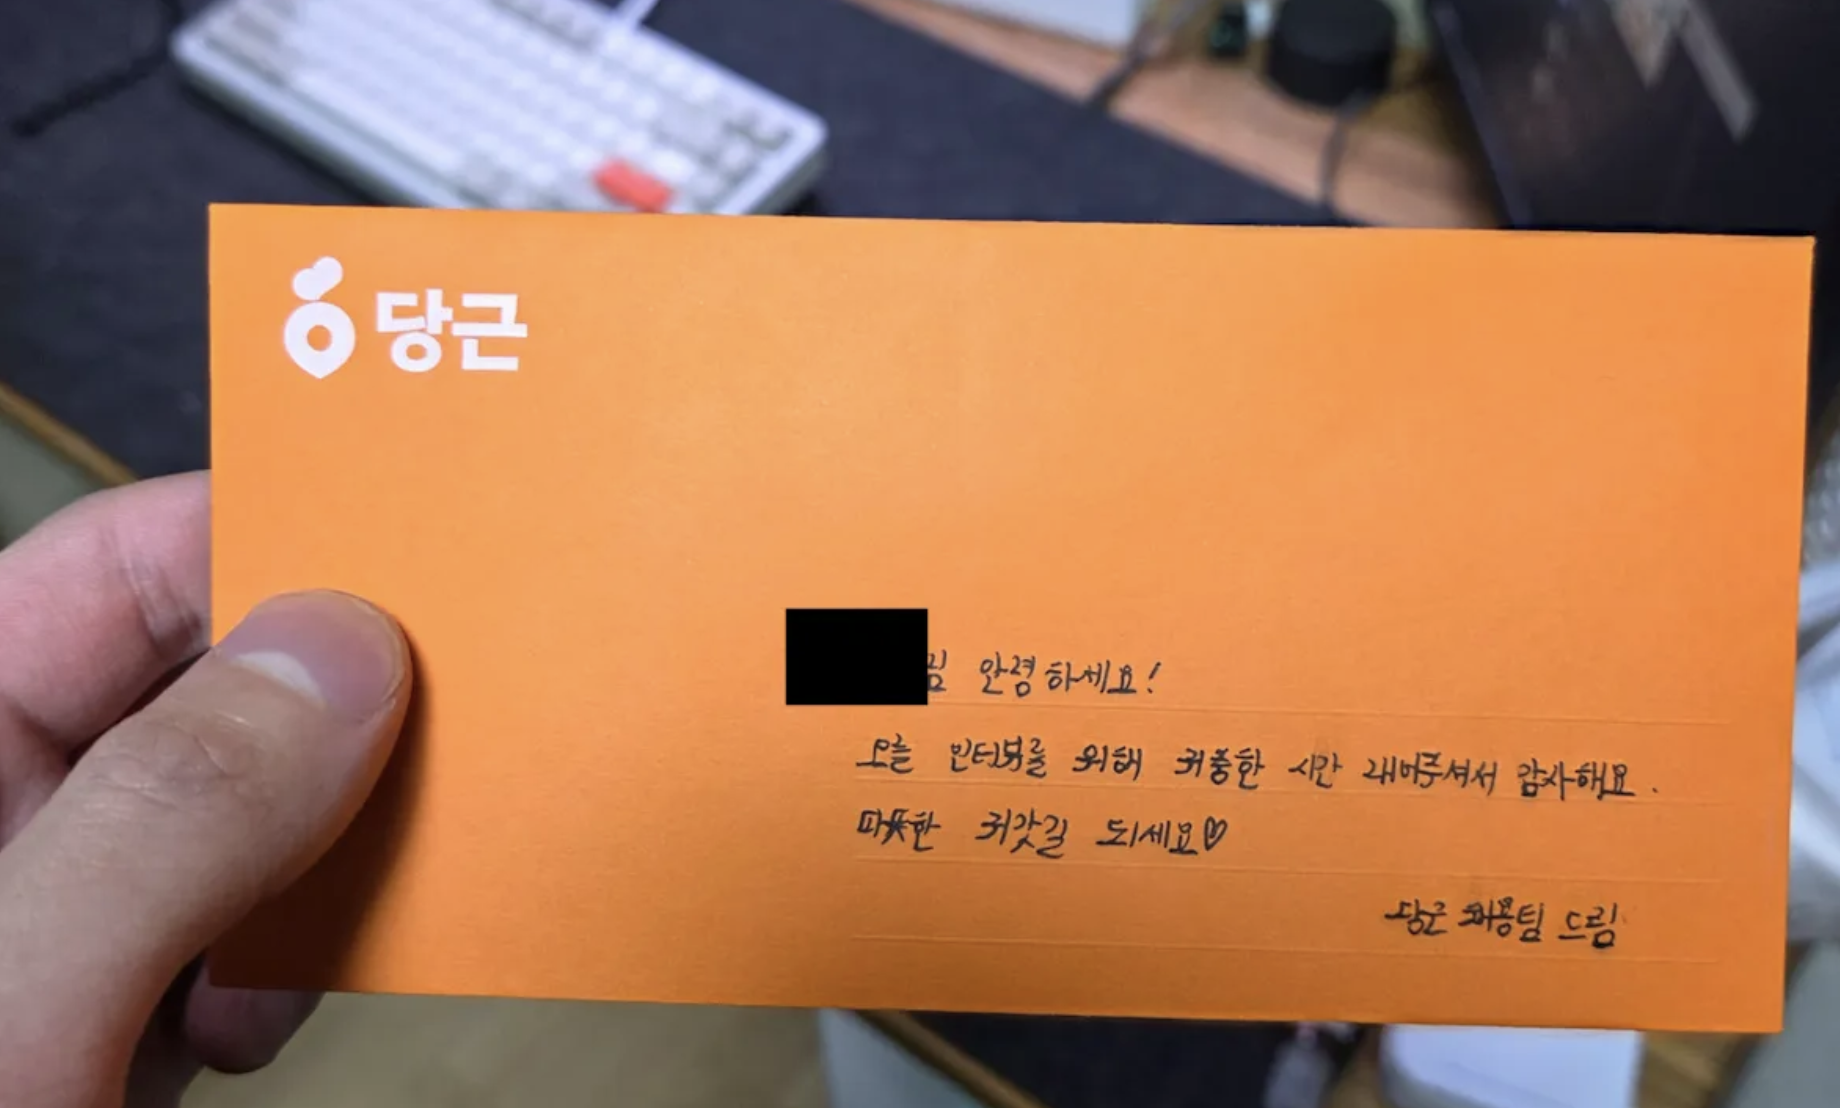 당근
님 안녕하세요!
오늘 인터뷰를 위해 귀중한 시간 내어주셔서 감사해요.
따뜻한 귀갓길 되세요♡
당근 채용팀 드림